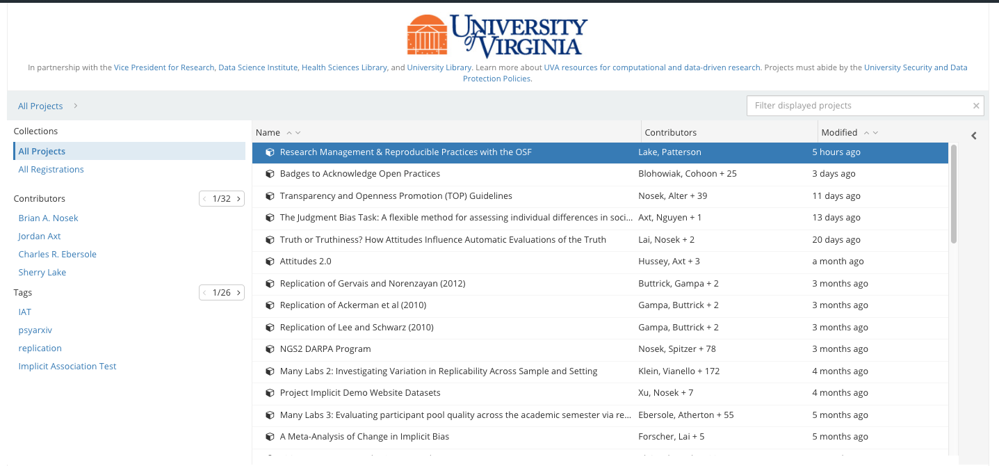 UNIVERSITY
of VIRGINIA
In partnership with the Vice President for Research, Data Science Institute, Health Sciences Library, and University Library. Learn more about UVA resources for computational and data-driven research. Projects must abide by the University Security and Data
Protection Policies.
All Projects
Filter displayed projects
Collections
All Projects
All Registrations
Contributors 1/32
Brian A. Nosek
Jordan Axt
Charles R. Ebersole
Sherry Lake
Tags 1/26
IAT
psyarxiv
replication
Implicit Association Test
Name Contributors Modified
Research Management & Reproducible Practices with the OSF Lake, Patterson 5 hours ago
Badges to Acknowledge Open Practices Blohowiak, Cohoon + 25 3 days ago
Transparency and Openness Promotion (TOP) Guidelines Nosek, Alter + 39 11 days ago
The Judgment Bias Task: A flexible method for assessing individual differences in soci... Axt, Nguyen + 1 13 days ago
Truth or Truthiness? How Attitudes Influence Automatic Evaluations of the Truth Lai, Nosek + 2 20 days ago
Attitudes 2.0 Hussey, Axt + 3 a month ago
Replication of Gervais and Norenzayan (2012) Buttrick, Gampa + 2 3 months ago
Replication of Ackerman et al (2010) Gampa, Buttrick + 2 3 months ago
Replication of Lee and Schwarz (2010) Gampa, Buttrick + 2 3 months ago
NGS2 DARPA Program Nosek, Spitzer + 78 3 months ago
Many Labs 2: Investigating Variation in Replicability Across Sample and Setting Klein, Vianello + 172 4 months ago
Project Implicit Demo Website Datasets Xu, Nosek + 7 4 months ago
Many Labs 3: Evaluating participant pool quality across the academic semester via re... Ebersole, Atherton + 55 5 months ago
A Meta-Analysis of Change in Implicit Bias Forscher, Lai + 5 5 months ago